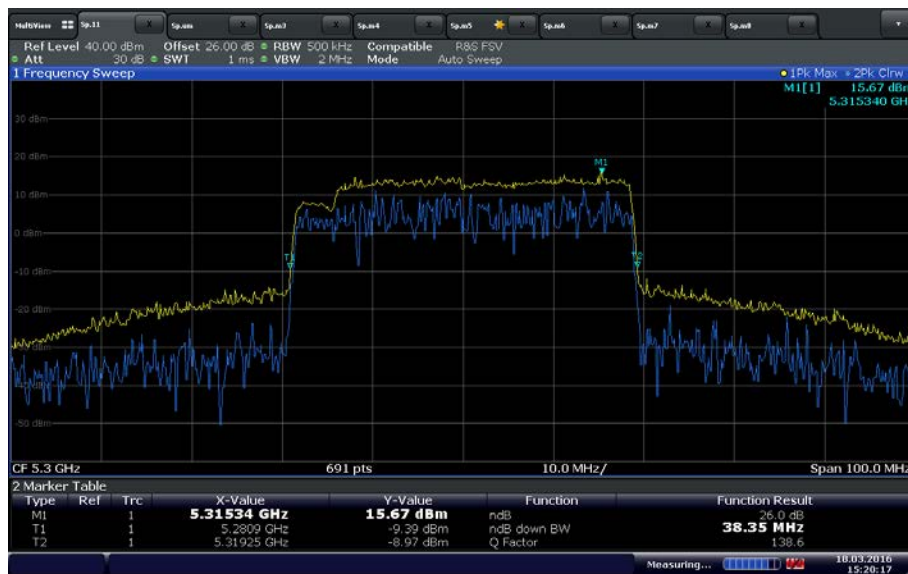 MultiView Sp.11 X Sp.um X Sp.m3 X Sp.m4 X Sp.m5 X Sp.m6 X Sp.m7 X Sp.m8 X
Ref Level 40.00 dBm Offset 26.00 dB RBW 500 kHz Compatible R&S FSV
Att 30 dB SWT 1 ms VBW 2 MHz Mode Auto Sweep
1 Frequency Sweep 1Pk Max 2Pk Clrw
M1[1] 15.67 dBm
5.315340 GH
30 dBm
20 dBm
M1
10 dBm
0 dBm
T1
-10 dBm
-20 dBm
-50 dBm
CF 5.3 GHz 691 pts 10.0 MHz/ Span 100.0 MHz
2 Marker Table
Type Ref Trc X-Value Y-Value Function Function Result
M1 1 5.31534 GHz 15.67 dBm ndB 26.0 dB
T1 1 5.2809 GHz -9.39 dBm ndB down BW 38.35 MHz
T2 1 5.31925 GHz -8.97 dBm Q Factor 138.6
Measuring... 18.03.2016
15:20:17